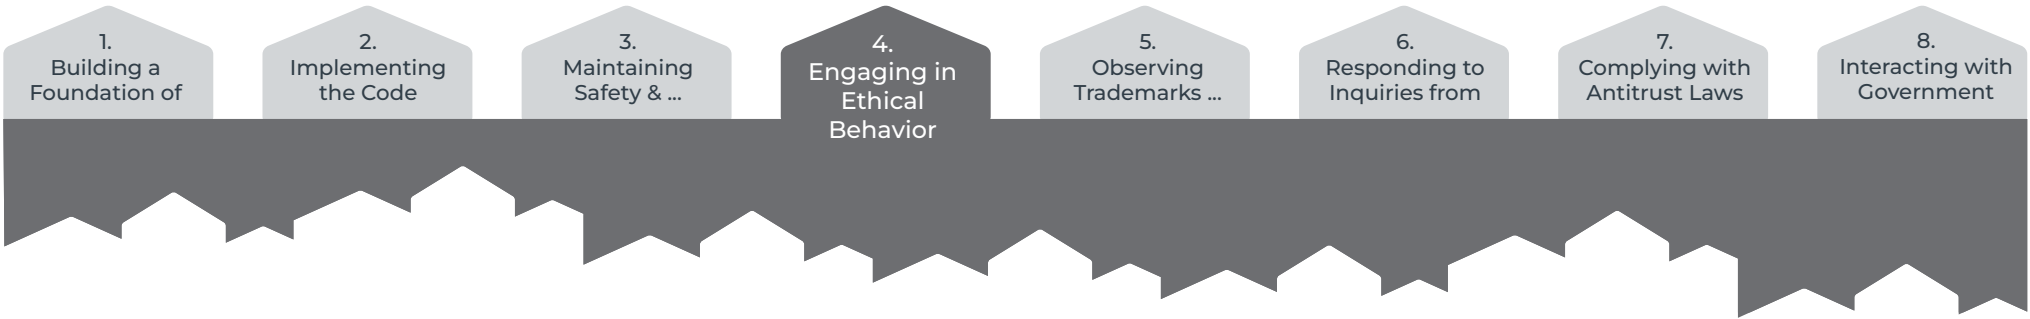 1.
Building a
Foundation of
2.
Implementing
the Code
3.
Maintaining
Safety & ...
4.
Engaging in
Ethical
Behavior
5.
Observing
Trademarks ...
6.
Responding to
Inquiries from
7.
Complying with
Antitrust Laws
8.
Interacting with
Government